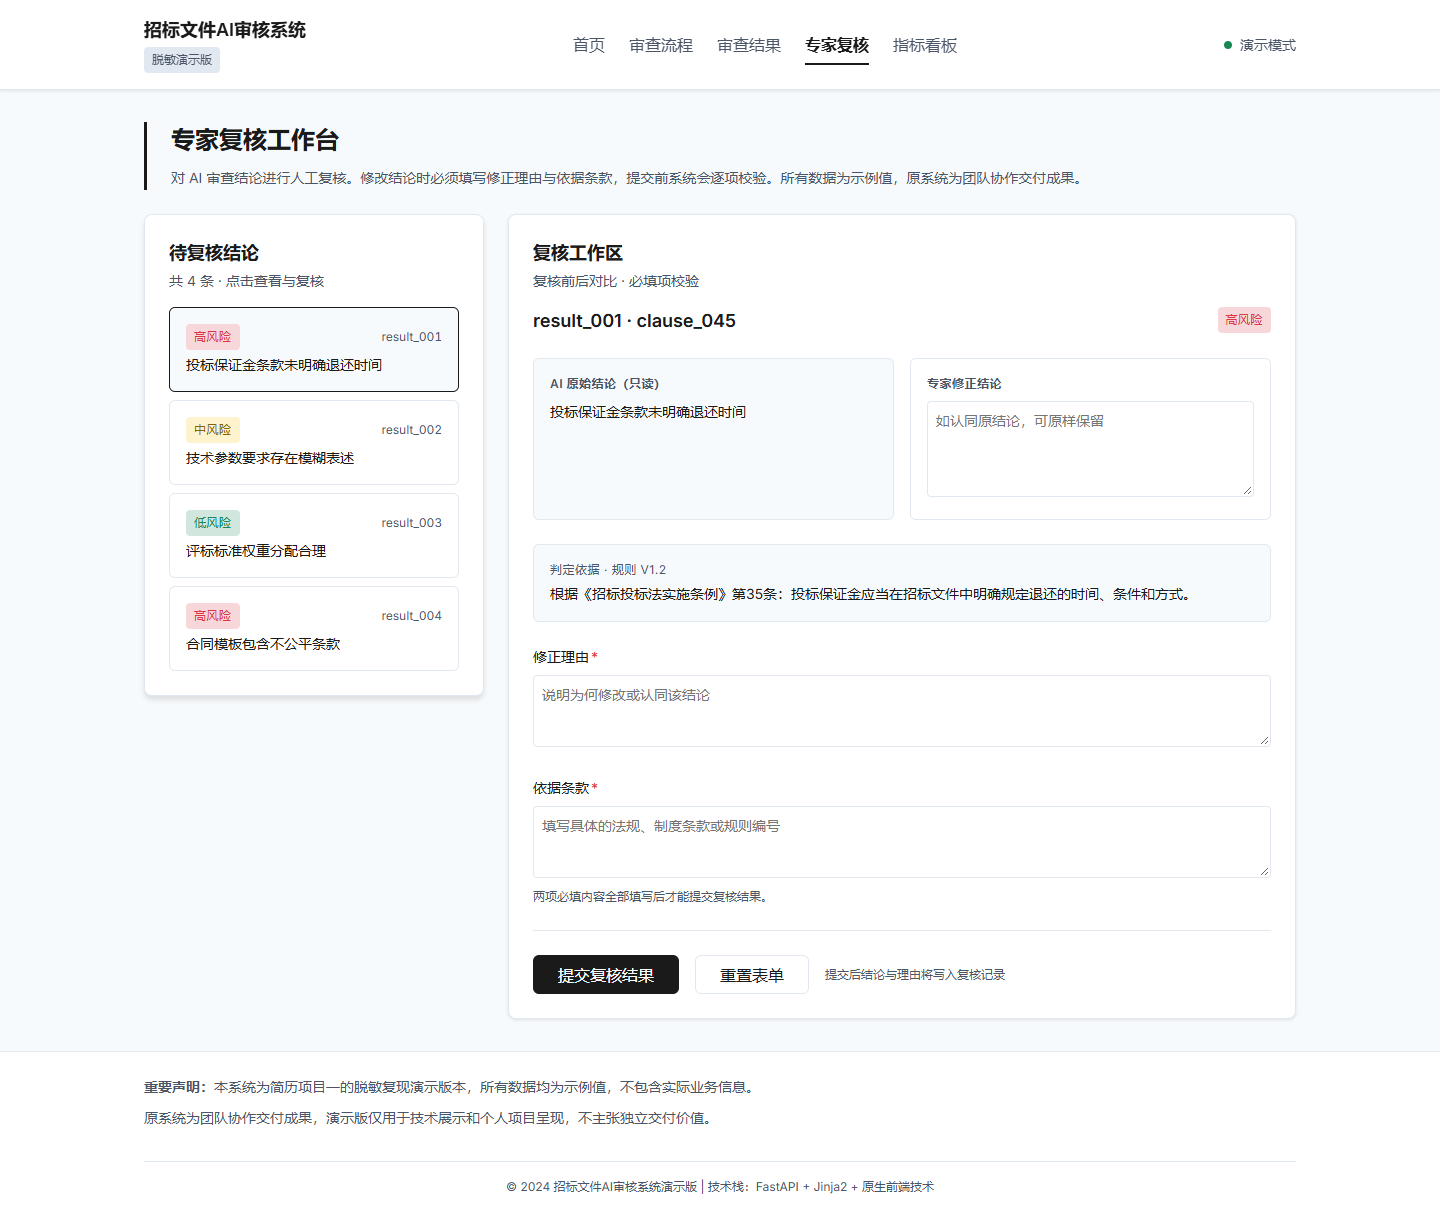 招标文件AI审核系统
脱敏演示版
首页
审查流程
审查结果
专家复核
指标看板
演示模式
专家复核工作台
对 AI 审查结论进行人工复核。修改结论时必须填写修正理由与依据条款，提交前系统会逐项校验。所有数据为示例值，原系统为团队协作交付成果。
待复核结论
共 4 条 · 点击查看与复核
高风险
result_001
投标保证金条款未明确退还时间
中风险
result_002
技术参数要求存在模糊表述
低风险
result_003
评标标准权重分配合理
高风险
result_004
合同模板包含不公平条款
复核工作区
复核前后对比 · 必填项校验
result_001 · clause_045
高风险
AI 原始结论（只读）
投标保证金条款未明确退还时间
专家修正结论
如认同原结论，可原样保留
判定依据 · 规则 V1.2
根据《招标投标法实施条例》第35条：投标保证金应当在招标文件中明确规定退还的时间、条件和方式。
修正理由*
说明为何修改或认同该结论
依据条款*
填写具体的法规、制度条款或规则编号
两项必填内容全部填写后才能提交复核结果。
提交复核结果
重置表单
提交后结论与理由将写入复核记录
重要声明：本系统为简历项目一的脱敏复现演示版本，所有数据均为示例值，不包含实际业务信息。
原系统为团队协作交付成果，演示版仅用于技术展示和个人项目呈现，不主张独立交付价值。
© 2024 招标文件AI审核系统演示版 | 技术栈：FastAPI + Jinja2 + 原生前端技术